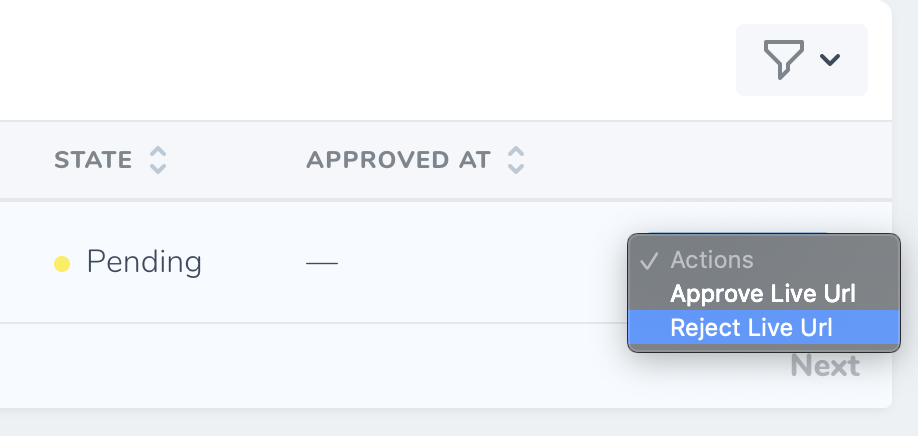 STATE
APPROVED AT
Pending
—
Actions
Approve Live Url
Reject Live Url
Next